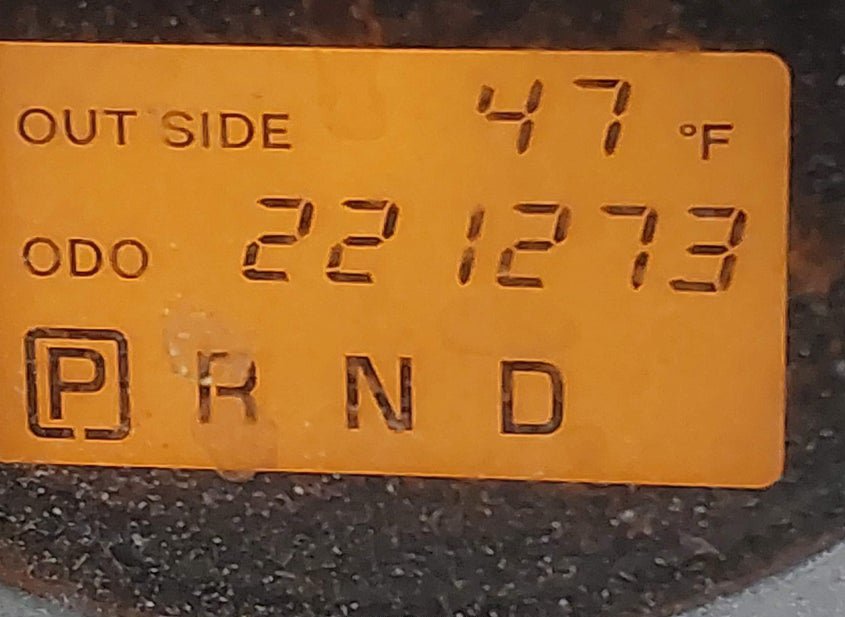 OUT SIDE 47 °F
ODO 221273
P R N D